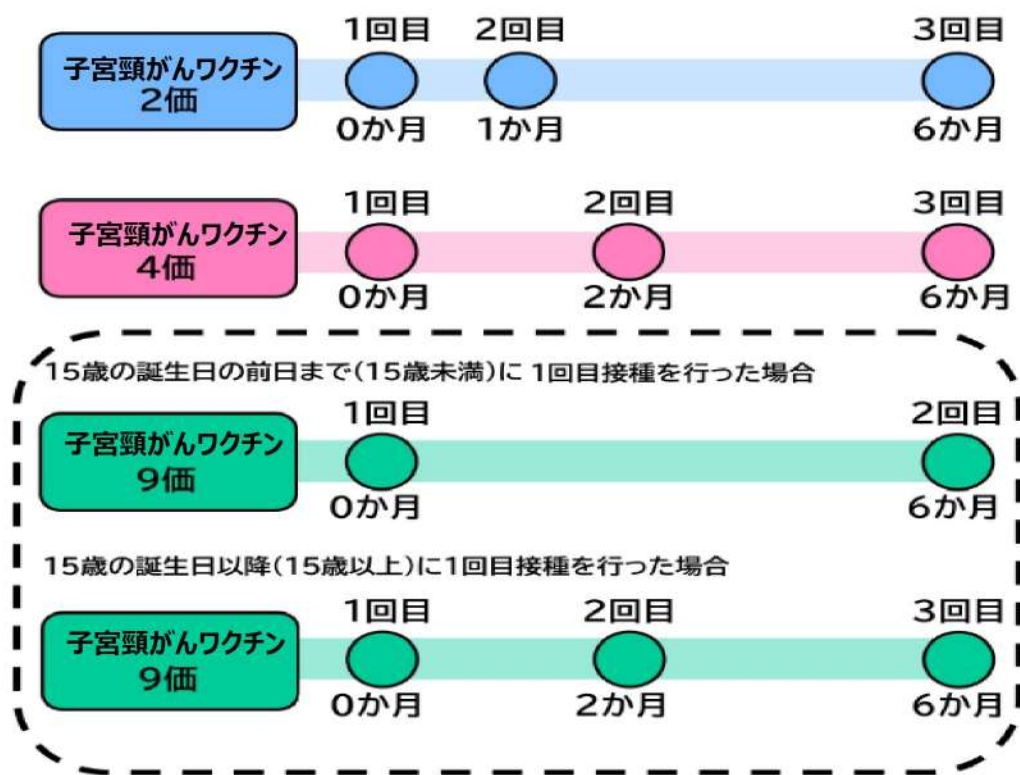 1回目 2回目 3回目
子宮頸がんワクチン
2価
0か月 1か月 6か月
1回目 2回目 3回目
子宮頸がんワクチン
4価
0か月 2か月 6か月
15歳の誕生日の前日まで(15歳未満)に 1回目接種を行った場合
1回目 2回目
子宮頸がんワクチン
9価
0か月 6か月
15歳の誕生日以降(15歳以上)に1回目接種を行った場合
1回目 2回目 3回目
子宮頸がんワクチン
9価
0か月 2か月 6か月